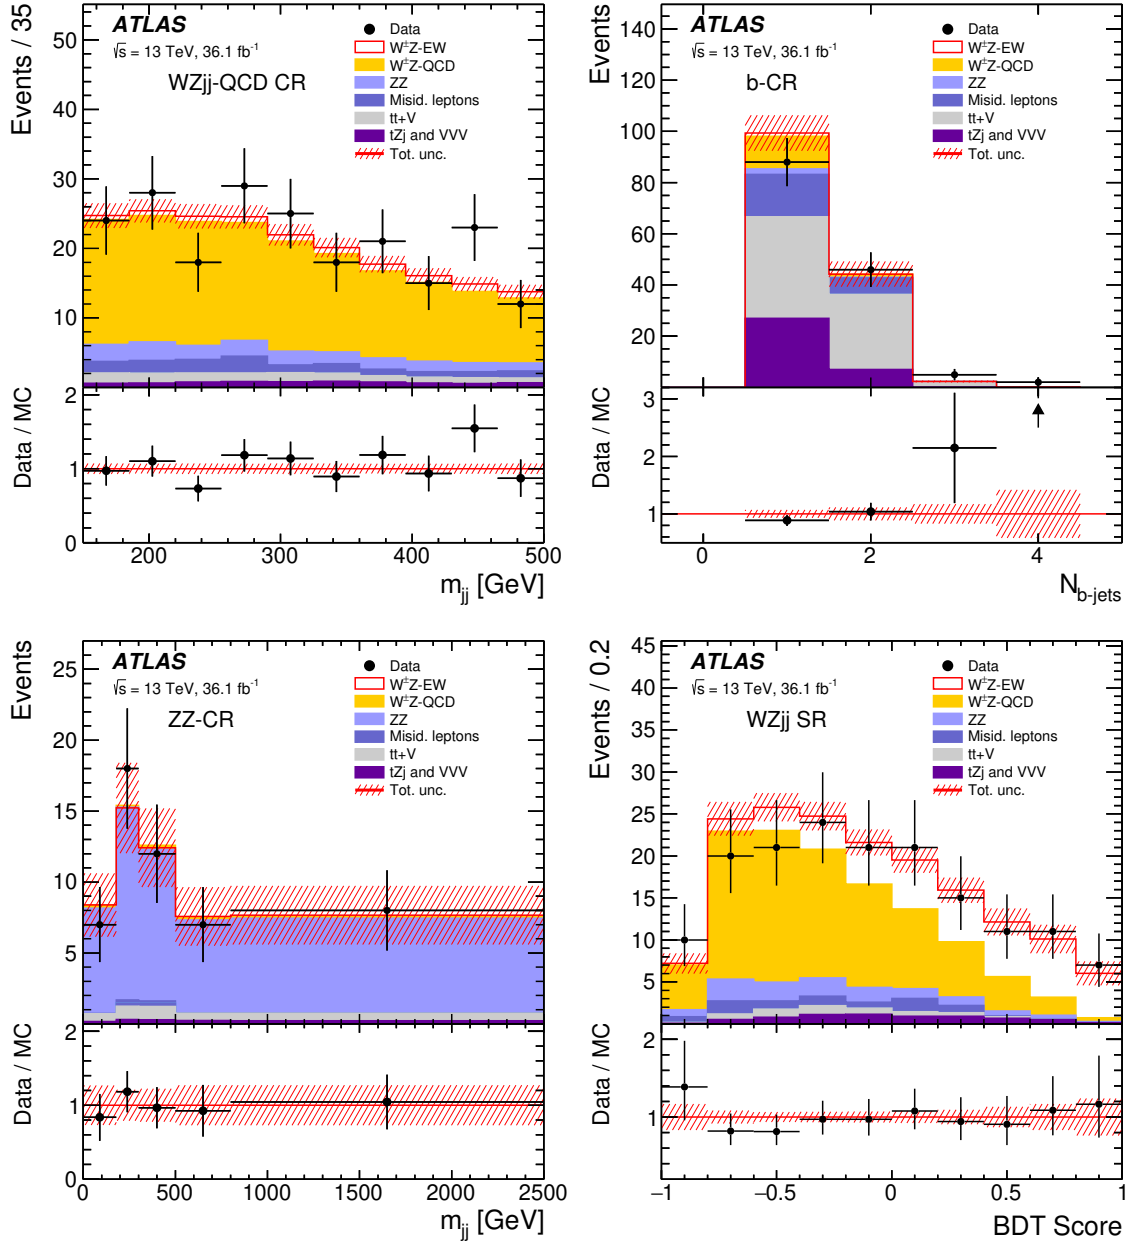 Events / 35
50
40
30
20
10
ATLAS
√s = 13 TeV, 36.1 fb⁻¹
WZjj-QCD CR
Data
W±Z-EW
W±Z-QCD
ZZ
Misid. leptons
tt+V
tZj and VVV
Tot. unc.
Data / MC
2
1
0
200 300 400 500
m_jj [GeV]
Events
140
120
100
80
60
40
20
ATLAS
√s = 13 TeV, 36.1 fb⁻¹
b-CR
Data
W±Z-EW
W±Z-QCD
ZZ
Misid. leptons
tt+V
tZj and VVV
Tot. unc.
Data / MC
3
2
1
0 1 2 3 4 5
N_b-jets
Events
25
20
15
10
5
ATLAS
√s = 13 TeV, 36.1 fb⁻¹
ZZ-CR
Data
W±Z-EW
W±Z-QCD
ZZ
Misid. leptons
tt+V
tZj and VVV
Tot. unc.
Data / MC
2
1
0
0 500 1000 1500 2000 2500
m_jj [GeV]
Events / 0.2
45
40
35
30
25
20
15
10
5
ATLAS
√s = 13 TeV, 36.1 fb⁻¹
WZjj SR
Data
W±Z-EW
W±Z-QCD
ZZ
Misid. leptons
tt+V
tZj and VVV
Tot. unc.
Data / MC
2
1
−1 −0.5 0 0.5 1
BDT Score